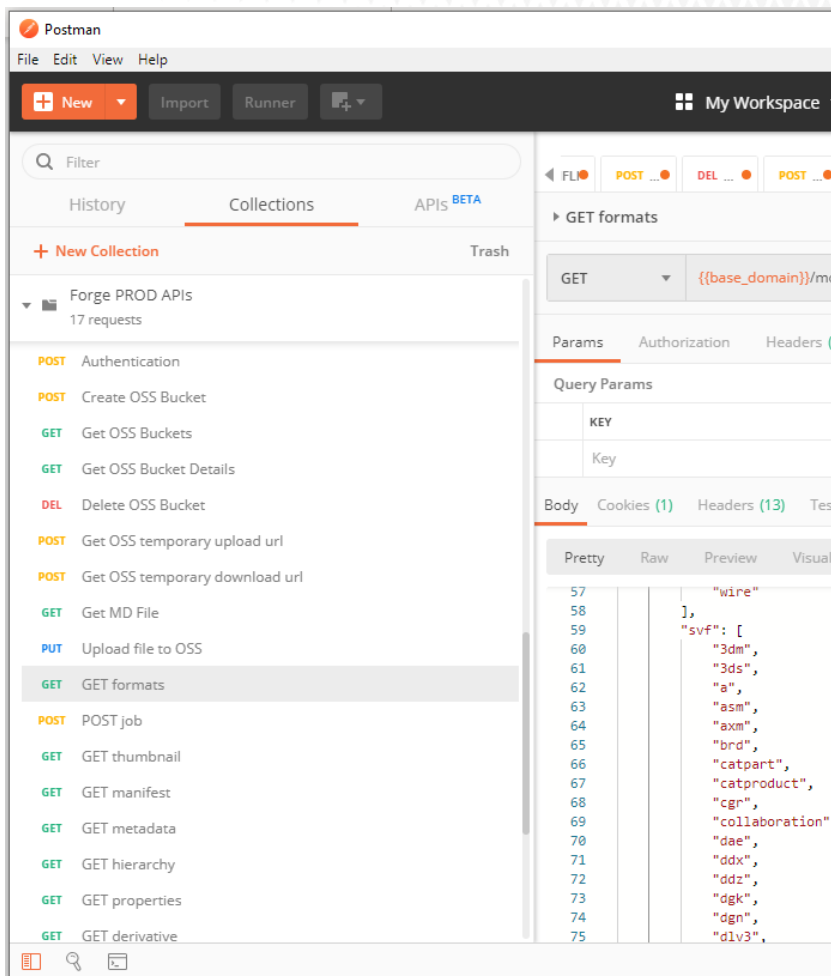 Postman
File Edit View Help
New Import Runner My Workspace
Filter
History Collections APIs BETA
+ New Collection Trash
Forge PROD APIs
17 requests
POST Authentication
POST Create OSS Bucket
GET Get OSS Buckets
GET Get OSS Bucket Details
DEL Delete OSS Bucket
POST Get OSS temporary upload url
POST Get OSS temporary download url
GET Get MD File
PUT Upload file to OSS
GET GET formats
POST POST job
GET GET thumbnail
GET GET manifest
GET GET metadata
GET GET hierarchy
GET GET properties
GET GET derivative
POST ... DEL ... POST ...
GET formats
GET {{base_domain}}/mo
Params Authorization Headers (
Query Params
KEY
Key
Body Cookies (1) Headers (13) Tes
Pretty Raw Preview Visual
57 "wire"
58 ],
59 "svf": [
60 "3dm",
61 "3ds",
62 "a",
63 "asm",
64 "axm",
65 "brd",
66 "catpart",
67 "catproduct",
68 "cgr",
69 "collaboration"
70 "dae",
71 "ddx",
72 "ddz",
73 "dgk",
74 "dgn",
75 "dlv3",